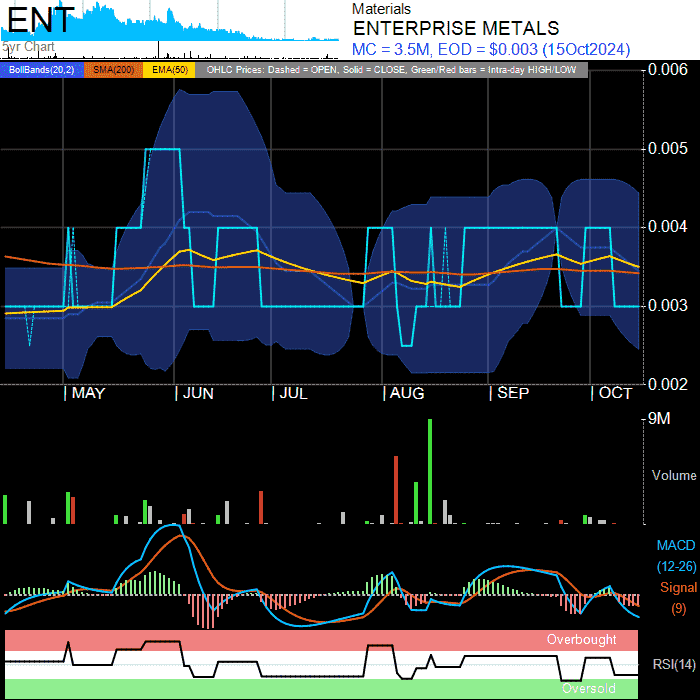 ENT
5yr Chart
Materials
ENTERPRISE METALS
MC = 3.5M, EOD = $0.003 (15Oct2024)
BollBands(20,2) SMA(200) EMA(50) OHLC Prices: Dashed = OPEN, Solid = CLOSE, Green/Red bars = Intra-day HIGH/LOW
0.006
0.005
0.004
0.003
0.002
MAY JUN JUL AUG SEP OCT
9M
Volume
MACD
(12-26)
Signal
(9)
Overbought
RSI(14)
Oversold